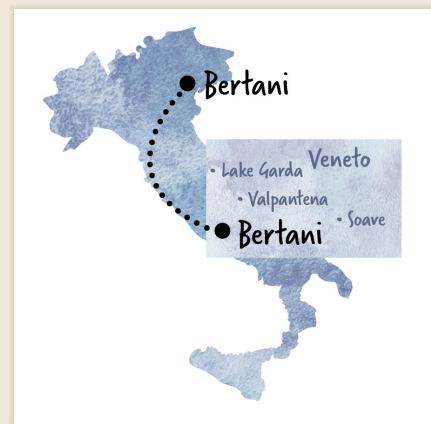 Bertani
Veneto
• Lake Garda
• Valpantena
• Soave
Bertani